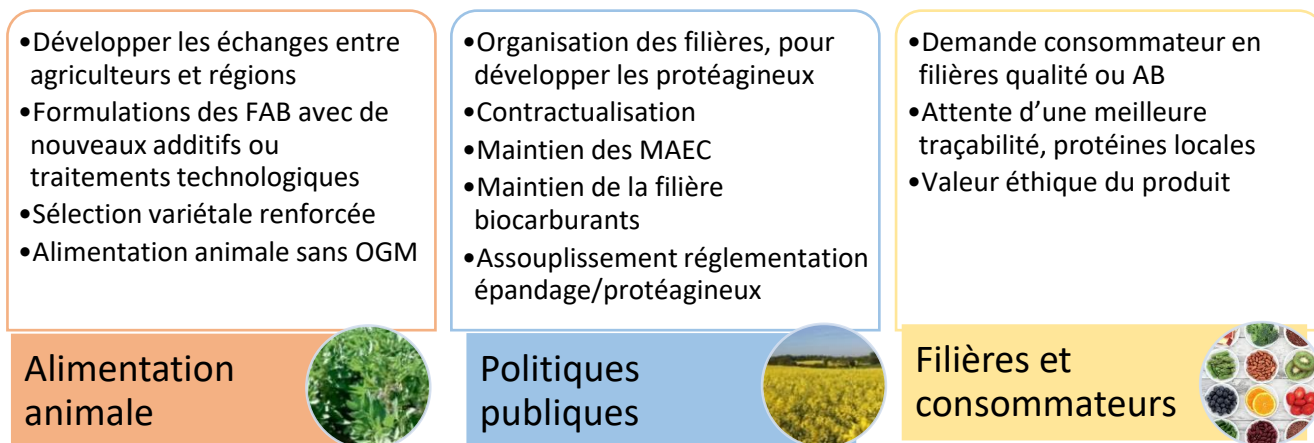 •Développer les échanges entre
agriculteurs et régions
•Formulations des FAB avec de
nouveaux additifs ou
traitements technologiques
•Sélection variétale renforcée
•Alimentation animale sans OGM
Alimentation
animale
•Organisation des filières, pour
développer les protéagineux
•Contractualisation
•Maintien des MAEC
•Maintien de la filière
biocarburants
•Assouplissement réglementation
épandage/protéagineux
Politiques
publiques
•Demande consommateur en
filières qualité ou AB
•Attente d’une meilleure
traçabilité, protéines locales
•Valeur éthique du produit
Filières et
consommateurs